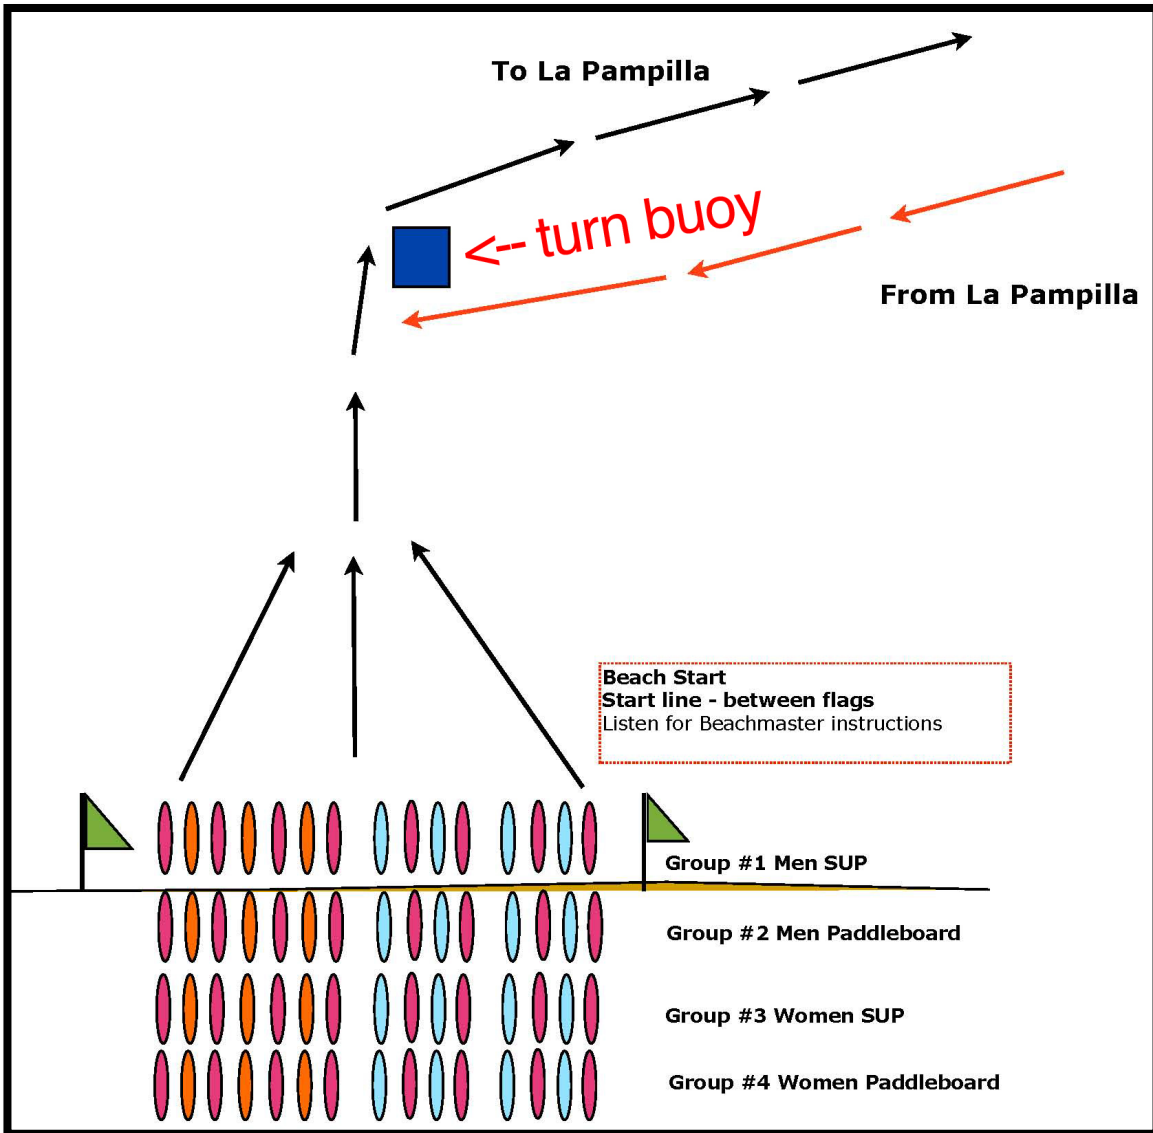 To La Pampilla
<-- turn buoy
From La Pampilla
Beach Start
Start line - between flags
Listen for Beachmaster instructions
Group #1 Men SUP
Group #2 Men Paddleboard
Group #3 Women SUP
Group #4 Women Paddleboard